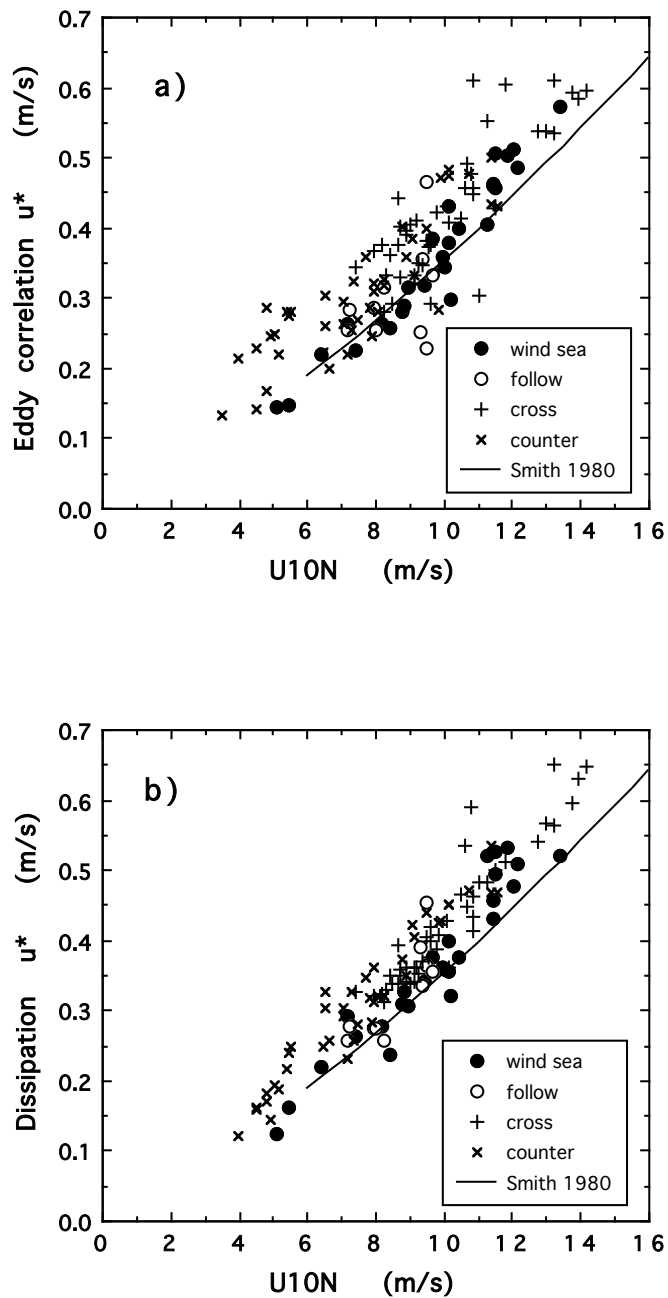 0.7
a)
0.6
0.5
0.4
0.3
0.2
0.1
0.0
Eddy correlation u* (m/s)
wind sea
follow
cross
counter
Smith 1980
0 2 4 6 8 10 12 14 16
U10N (m/s)
0.7
b)
0.6
0.5
0.4
0.3
0.2
0.1
0.0
Dissipation u* (m/s)
wind sea
follow
cross
counter
Smith 1980
0 2 4 6 8 10 12 14 16
U10N (m/s)